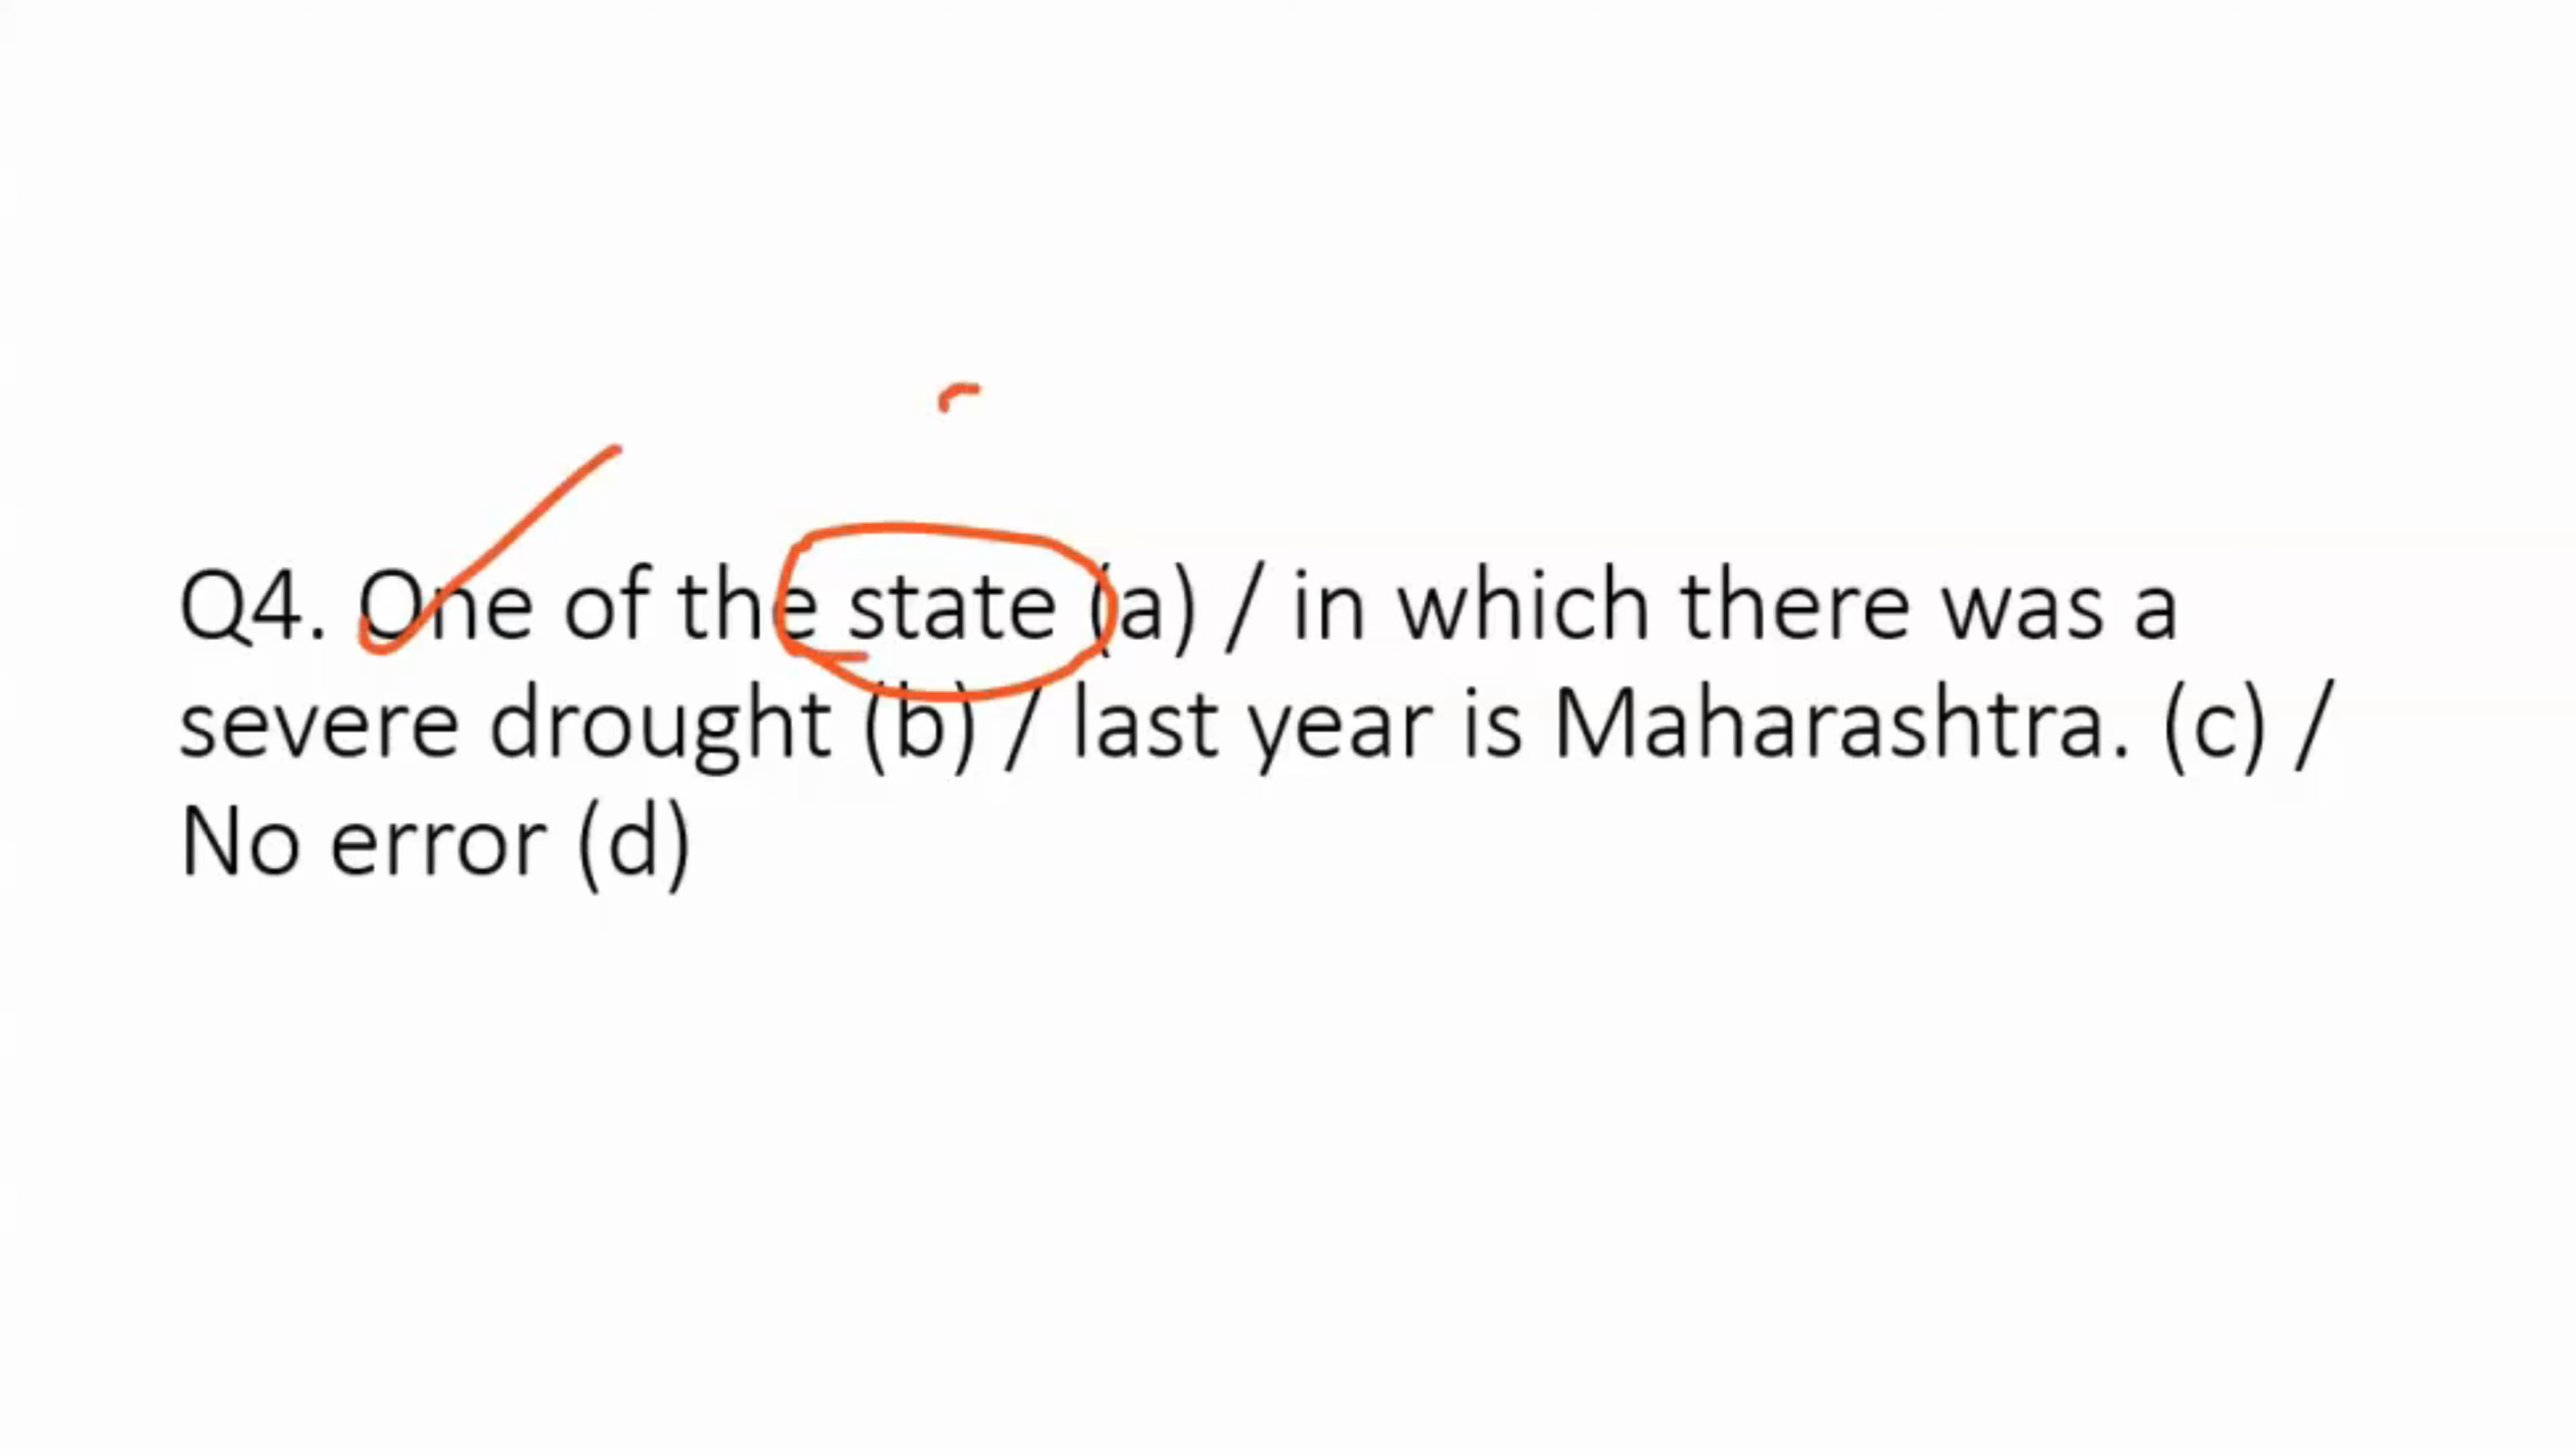 Q4. One of the state (a) / in which there was a
severe drought (b) / last year is Maharashtra. (c) /
No error (d)